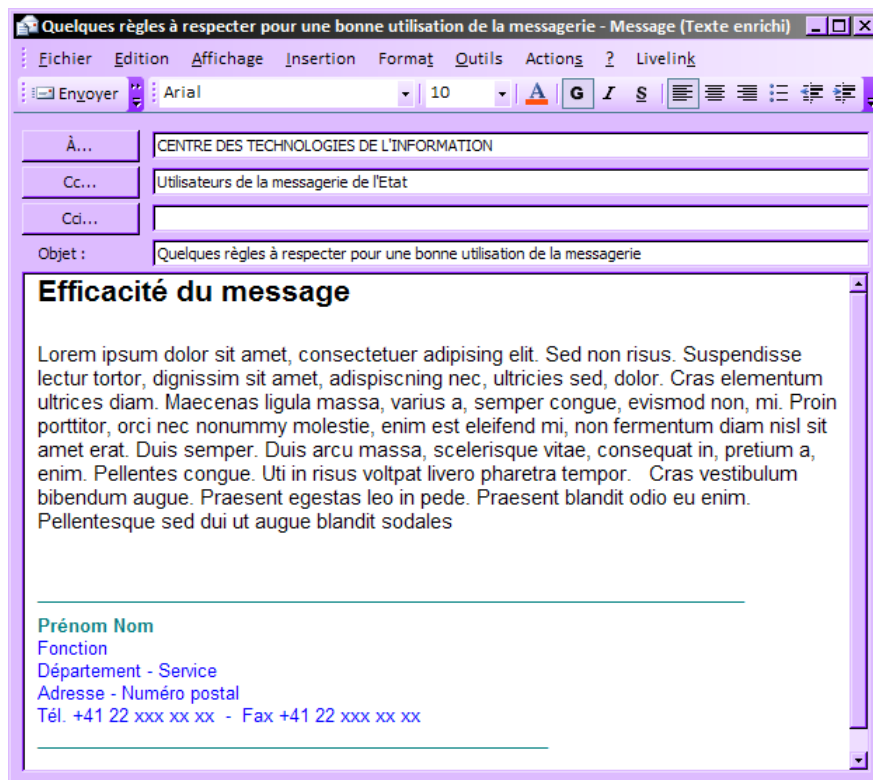 Quelques règles à respecter pour une bonne utilisation de la messagerie - Message (Texte enrichi)
Fichier Edition Affichage Insertion Format Outils Actions ? Livelink
Envoyer Arial 10 A G I S
À... CENTRE DES TECHNOLOGIES DE L'INFORMATION
Cc... Utilisateurs de la messagerie de l'Etat
Cci...
Objet : Quelques règles à respecter pour une bonne utilisation de la messagerie
Efficacité du message
Lorem ipsum dolor sit amet, consectetuer adipising elit. Sed non risus. Suspendisse
lectur tortor, dignissim sit amet, adispiscning nec, ultricies sed, dolor. Cras elementum
ultrices diam. Maecenas ligula massa, varius a, semper congue, evismod non, mi. Proin
porttitor, orci nec nonummy molestie, enim est eleifend mi, non fermentum diam nisl sit
amet erat. Duis semper. Duis arcu massa, scelerisque vitae, consequat in, pretium a,
enim. Pellentes congue. Uti in risus voltpat livero pharetra tempor. Cras vestibulum
bibendum augue. Praesent egestas leo in pede. Praesent blandit odio eu enim.
Pellentesque sed dui ut augue blandit sodales
Prénom Nom
Fonction
Département - Service
Adresse - Numéro postal
Tél. +41 22 xxx xx xx - Fax +41 22 xxx xx xx